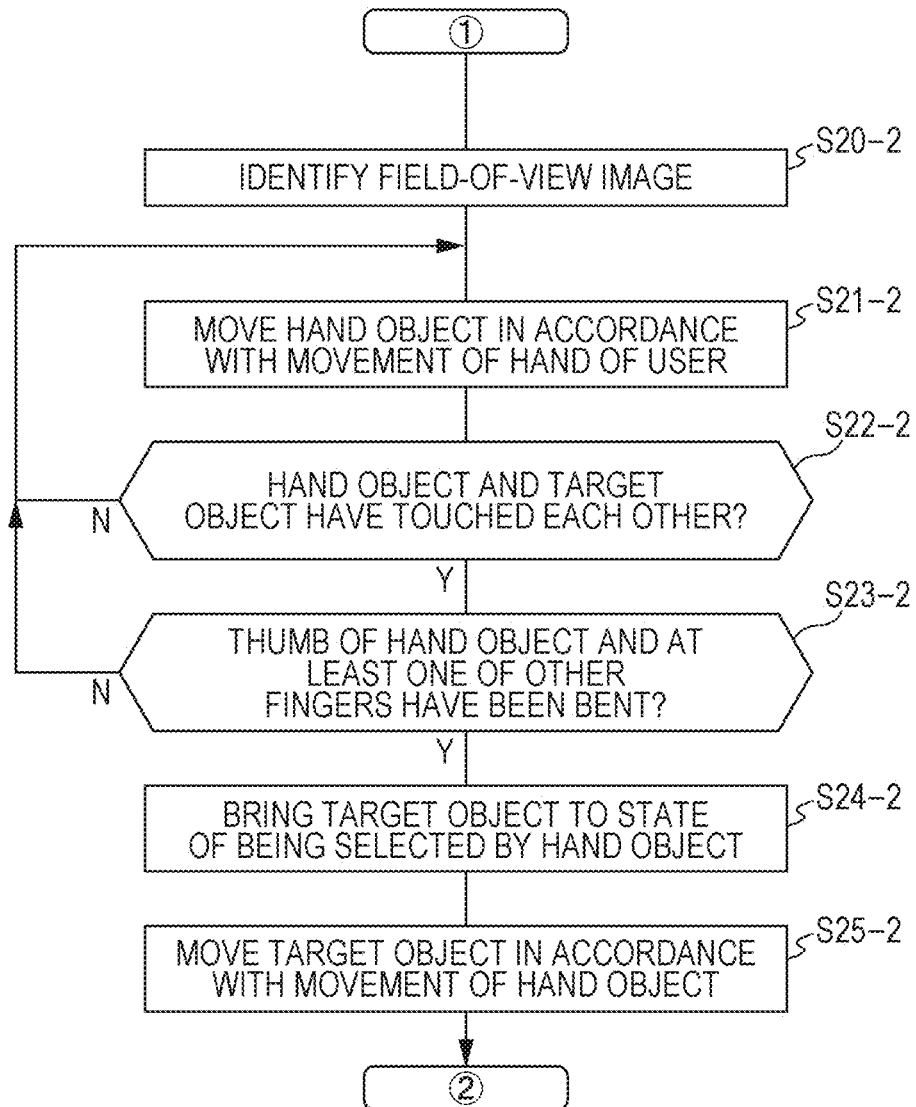 ①
S20-2
IDENTIFY FIELD-OF-VIEW IMAGE
S21-2
MOVE HAND OBJECT IN ACCORDANCE
WITH MOVEMENT OF HAND OF USER
S22-2
HAND OBJECT AND TARGET
OBJECT HAVE TOUCHED EACH OTHER?
N
Y
S23-2
THUMB OF HAND OBJECT AND AT
LEAST ONE OF OTHER
FINGERS HAVE BEEN BENT?
N
Y
S24-2
BRING TARGET OBJECT TO STATE
OF BEING SELECTED BY HAND OBJECT
S25-2
MOVE TARGET OBJECT IN ACCORDANCE
WITH MOVEMENT OF HAND OBJECT
②